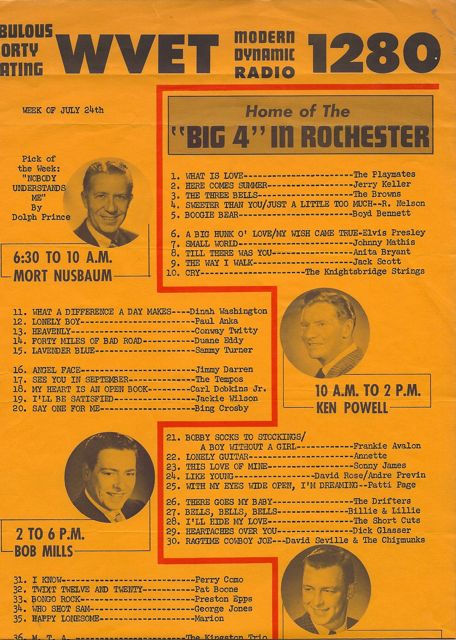 BULOUS
ORTY
ATING
WVET
MODERN
DYNAMIC
RADIO
1280
WEEK OF JULY 24th
Home of The
"BIG 4" IN ROCHESTER
Pick of
the Week:
"NOBODY
UNDERSTANDS
ME"
By
Dolph Prince
6:30 TO 10 A.M.
MORT NUSBAUM
1. WHAT IS LOVE--------------------The Playmates
2. HERE COMES SUMMER---------------Jerry Keller
3. THE THREE BELLS-----------------The Browns
4. SWEETER THAN YOU/JUST A LITTLE TOO MUCH--R. Nelson
5. BOOGIE BEAR---------------------Boyd Bennett
6. A BIG HUNK O' LOVE/MY WISH CAME TRUE-Elvis Presley
7. SMALL WORLD---------------------Johnny Mathis
8. TILL THERE WAS YOU--------------Anita Bryant
9. THE WAY I WALK------------------Jack Scott
10. CRY---------------------The Knightsbridge Strings
11. WHAT A DIFFERENCE A DAY MAKES----Dinah Washington
12. LONELY BOY-----------------------Paul Anka
13. HEAVENLY-------------------------Conway Twitty
14. FORTY MILES OF BAD ROAD----------Duane Eddy
15. LAVENDER BLUE--------------------Sammy Turner
16. ANGEL FACE-----------------------Jimmy Darren
17. SEE YOU IN SEPTEMBER-------------The Tempos
18. MY HEART IS AN OPEN BOOK---------Carl Dobkins Jr.
19. I'LL BE SATISFIED----------------Jackie Wilson
20. SAY ONE FOR ME-------------------Bing Crosby
10 A.M. TO 2 P.M.
KEN POWELL
21. BOBBY SOCKS TO STOCKINGS/
A BOY WITHOUT A GIRL---------------Frankie Avalon
22. LONELY GUITAR--------------------Annette
23. THIS LOVE OF MINE----------------Sonny James
24. LIKE YOUNG---------------David Rose/Andre Previn
25. WITH MY EYES WIDE OPEN, I'M DREAMING--Patti Page
26. THERE GOES MY BABY---------------The Drifters
27. BELLS, BELLS, BELLS--------------Billie & Lillie
28. I'LL HIDE MY LOVE----------------The Short Cuts
29. HEARTACHES OVER YOU--------------Dick Glasser
30. RAGTIME COWBOY JOE--David Seville & The Chipmunks
2 TO 6 P.M.
BOB MILLS
31. I KNOW---------------------------Perry Como
32. TWIXT TWELVE AND TWENTY----------Pat Boone
33. BONGO ROCK-----------------------Preston Epps
34. WHO SHOT SAM---------------------George Jones
35. HAPPY LONESOME-------------------Marion
36. M. T. A.---------------------The Kingston Trio